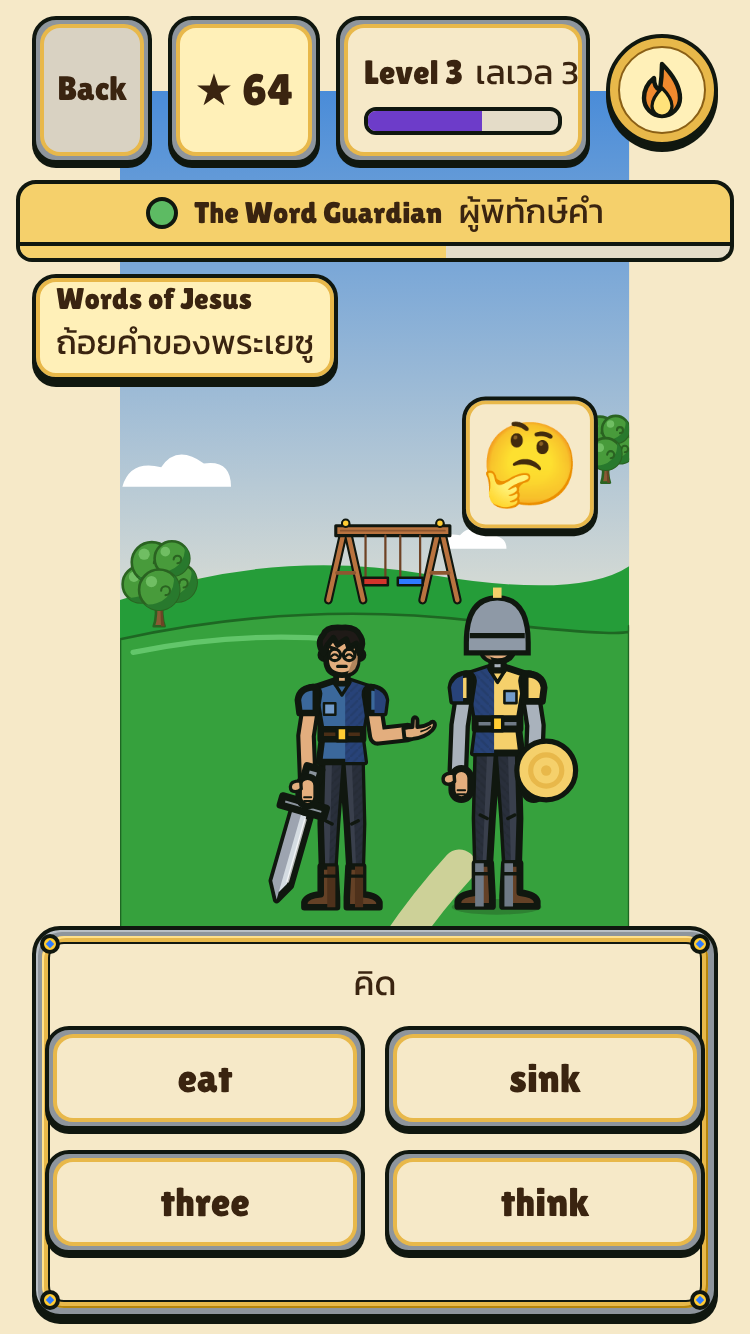 Back
★ 64
Level 3 เลเวล 3
The Word Guardian ผู้พิทักษ์คำ
Words of Jesus
ถ้อยคำของพระเยซู
คิด
eat
sink
three
think